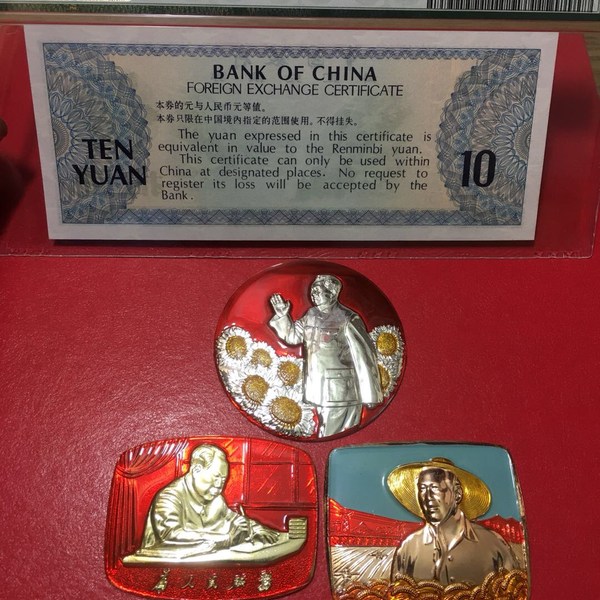 BANK OF CHINA
FOREIGN EXCHANGE CERTIFICATE
本券的元与人民币元等值。
本券只限在中国境内指定的范围使用，不得挂失。
The yuan expressed in this certificate is
equivalent in value to the Renminbi yuan.
This certificate can only be used within
China at designated places. No request to
register its loss will be accepted by the
Bank.
TEN
YUAN
10